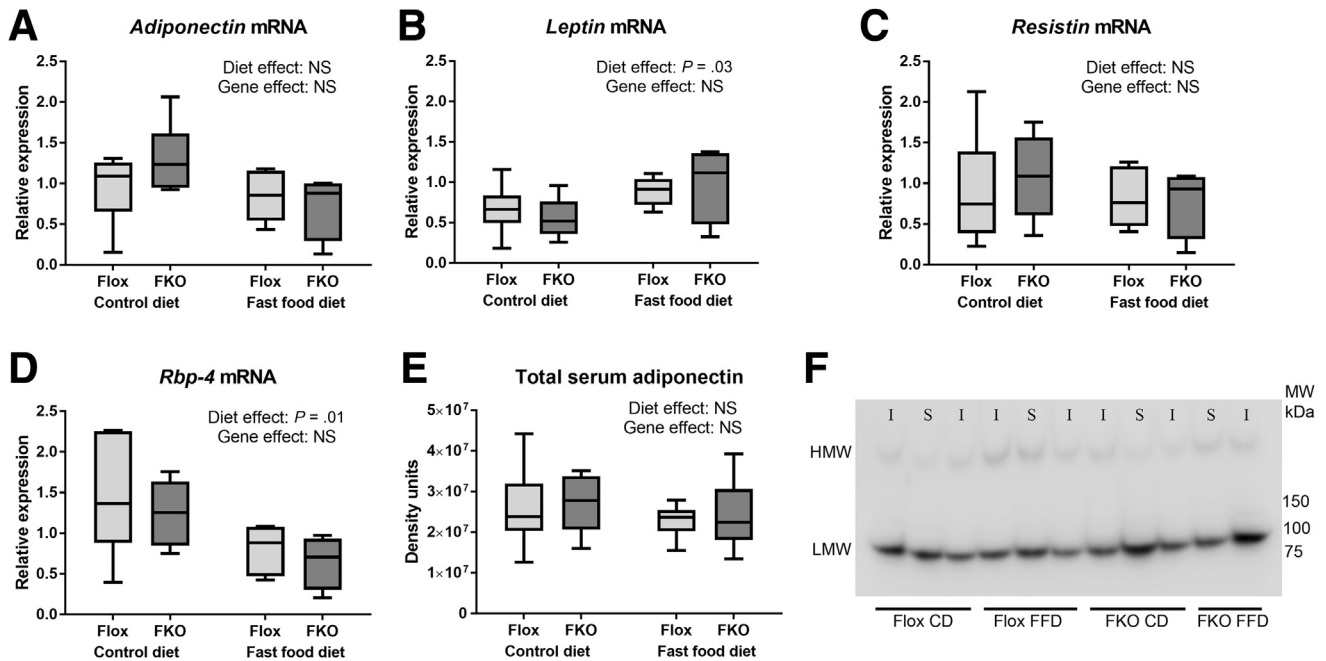 A
Adiponectin mRNA
Diet effect: NS
Gene effect: NS
Relative expression
2.5
2.0
1.5
1.0
0.5
0.0
Flox FKO Flox FKO
Control diet Fast food diet
B
Leptin mRNA
Diet effect: P = .03
Gene effect: NS
Relative expression
2.5
2.0
1.5
1.0
0.5
0.0
Flox FKO Flox FKO
Control diet Fast food diet
C
Resistin mRNA
Diet effect: NS
Gene effect: NS
Relative expression
2.5
2.0
1.5
1.0
0.5
0.0
Flox FKO Flox FKO
Control diet Fast food diet
D
Rbp-4 mRNA
Diet effect: P = .01
Gene effect: NS
Relative expression
2.5
2.0
1.5
1.0
0.5
0.0
Flox FKO Flox FKO
Control diet Fast food diet
E
Total serum adiponectin
Diet effect: NS
Gene effect: NS
Density units
5×10⁷
4×10⁷
3×10⁷
2×10⁷
1×10⁷
0
Flox FKO Flox FKO
Control diet Fast food diet
F
MW
kDa
I S I I S I I S I S I
HMW
150
100
LMW
75
Flox CD Flox FFD FKO CD FKO FFD